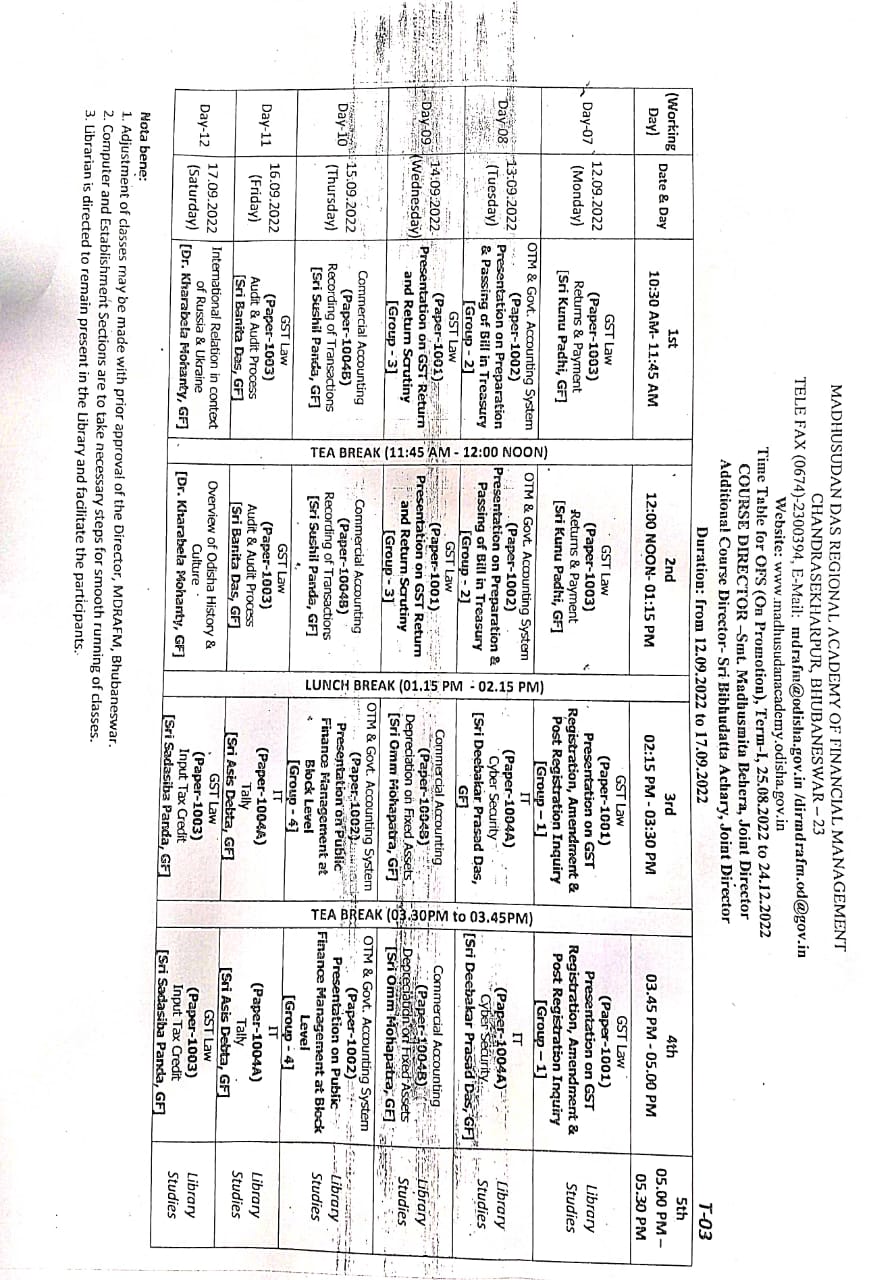 MADHUSUDAN DAS REGIONAL ACADEMY OF FINANCIAL MANAGEMENT
CHANDRASEKHARPUR, BHUBANESWAR – 23
TELE FAX (0674)-2300394, E-Mail: mdrafm@odisha.gov.in /dirmdrafm.od@gov.in
Website: www.madhusudanacademy.odisha.gov.in
Time Table for OFS (On Promotion), Term-I, 25.08.2022 to 24.12.2022
COURSE DIRECTOR –Smt. Madhusmita Behera, Joint Director
Additional Course Director- Sri Bibhudatta Achary, Joint Director
Duration: from 12.09.2022 to 17.09.2022
T-03
(Working
Day)
Date & Day
1st
10:30 AM- 11:45 AM
TEA BREAK (11:45 AM - 12:00 NOON)
2nd
12:00 NOON- 01:15 PM
LUNCH BREAK (01.15 PM - 02.15 PM)
3rd
02:15 PM - 03:30 PM
TEA BREAK (03.30PM to 03.45PM)
4th
03.45 PM - 05.00 PM
5th
05.00 PM –
05.30 PM
Day-07
12.09.2022
(Monday)
GST Law
(Paper-1003)
Returns & Payment
[Sri Kunu Padhi, GF]
GST Law
(Paper-1003)
Returns & Payment
[Sri Kunu Padhi, GF]
GST Law
(Paper-1001)
Presentation on GST
Registration, Amendment &
Post Registration Inquiry
[Group – 1]
GST Law
(Paper-1001)
Presentation on GST
Registration, Amendment &
Post Registration Inquiry
[Group – 1]
Library
Studies
Day-08
13.09.2022
(Tuesday)
OTM & Govt. Accounting System
(Paper-1002)
Presentation on Preparation
& Passing of Bill in Treasury
[Group - 2]
OTM & Govt. Accounting System
(Paper-1002)
Presentation on Preparation &
Passing of Bill in Treasury
[Group - 2]
IT
(Paper-1004A)
Cyber Security
[Sri Deebakar Prasad Das,
GF]
IT
(Paper-1004A)
Cyber Security
[Sri Deebakar Prasad Das, GF]
Library
Studies
Day-09
14.09.2022
(Wednesday)
GST Law
(Paper-1001)
Presentation on GST Return
and Return Scrutiny
[Group - 3]
GST Law
(Paper-1001)
Presentation on GST Return
and Return Scrutiny
[Group - 3]
Commercial Accounting
(Paper-1004B)
Depreciation on Fixed Assets
[Sri Omm Mohapatra, GF]
Commercial Accounting
(Paper-1004B)
Depreciation on Fixed Assets
[Sri Omm Mohapatra, GF]
Library
Studies
Day-10
15.09.2022
(Thursday)
Commercial Accounting
(Paper-1004B)
Recording of Transactions
[Sri Sushil Panda, GF]
Commercial Accounting
(Paper-1004B)
Recording of Transactions
[Sri Sushil Panda, GF]
OTM & Govt. Accounting System
(Paper-1002)
Presentation on Public
Finance Management at
Block Level
[Group - 4]
OTM & Govt. Accounting System
(Paper-1002)
Presentation on Public
Finance Management at Block
Level
[Group - 4]
Library
Studies
Day-11
16.09.2022
(Friday)
GST Law
(Paper-1003)
Audit & Audit Process
[Sri Banita Das, GF]
GST Law
(Paper-1003)
Audit & Audit Process
[Sri Banita Das, GF]
IT
(Paper-1004A)
Tally
[Sri Asis Debta, GF]
IT
(Paper-1004A)
Tally
[Sri Asis Debta, GF]
Library
Studies
Day-12
17.09.2022
(Saturday)
International Relation in context
of Russia & Ukraine
[Dr. Kharabela Mohanty, GF]
Overview of Odisha History &
Culture
[Dr. Kharabela Mohanty, GF]
GST Law
(Paper-1003)
Input Tax Credit
[Sri Sadasiba Panda, GF]
GST Law
(Paper-1003)
Input Tax Credit
[Sri Sadasiba Panda, GF]
Library
Studies
Nota bene:
1. Adjustment of classes may be made with prior approval of the Director, MDRAFM, Bhubaneswar.
2. Computer and Establishment Sections are to take necessary steps for smooth running of classes.
3. Librarian is directed to remain present in the Library and facilitate the participants.